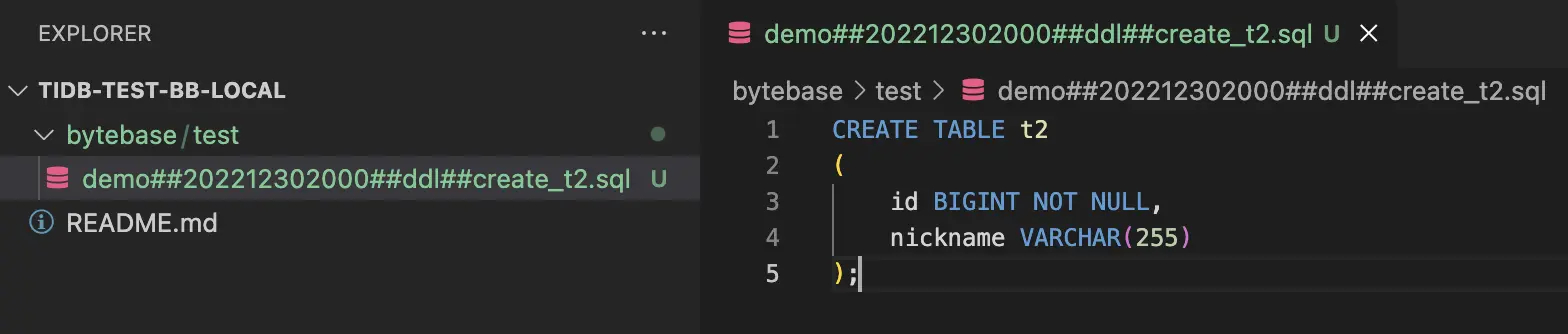 EXPLORER
TIDB-TEST-BB-LOCAL
bytebase/test
demo##202212302000##ddl##create_t2.sql U
README.md
demo##202212302000##ddl##create_t2.sql U
bytebase > test > demo##202212302000##ddl##create_t2.sql
1 CREATE TABLE t2
2 (
3 id BIGINT NOT NULL,
4 nickname VARCHAR(255)
5 );